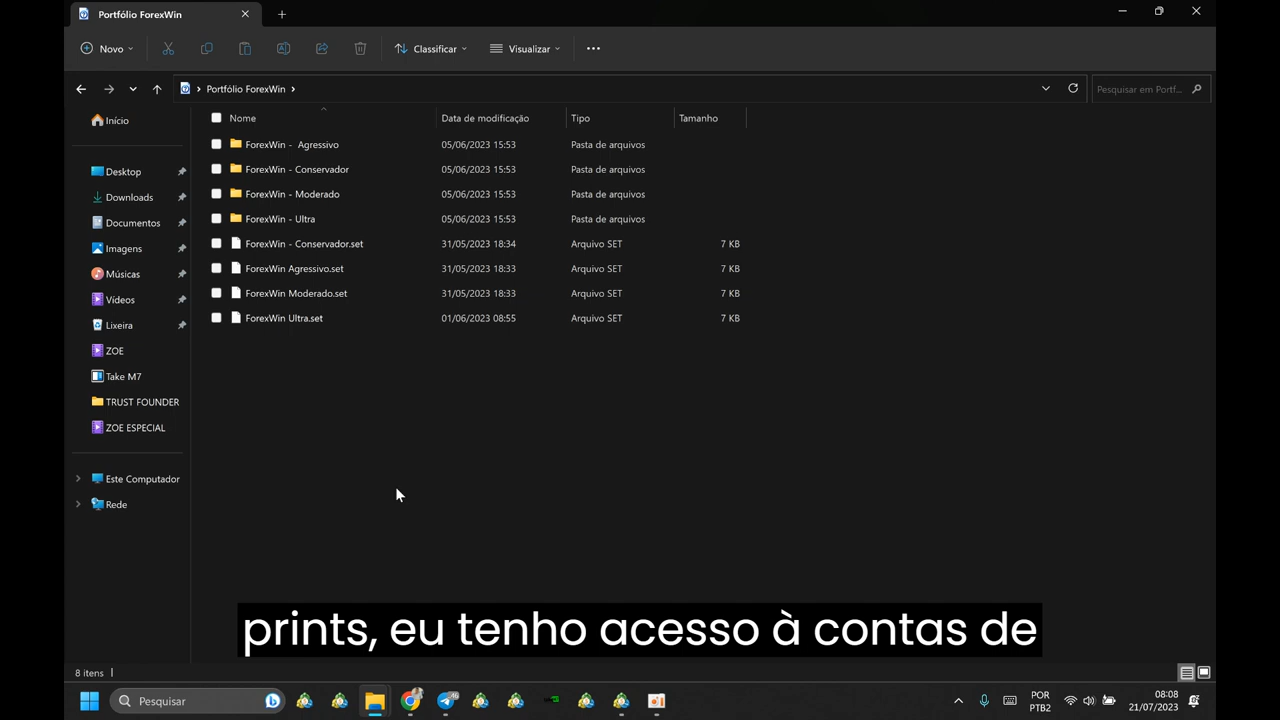 Portfólio ForexWin
Novo
Classificar
Visualizar
Portfólio ForexWin
Pesquisar em Portf...
Início
Desktop
Downloads
Documentos
Imagens
Músicas
Vídeos
Lixeira
ZOE
Take M7
TRUST FOUNDER
ZOE ESPECIAL
Este Computador
Rede
Nome Data de modificação Tipo Tamanho
ForexWin - Agressivo 05/06/2023 15:53 Pasta de arquivos
ForexWin - Conservador 05/06/2023 15:53 Pasta de arquivos
ForexWin - Moderado 05/06/2023 15:53 Pasta de arquivos
ForexWin - Ultra 05/06/2023 15:53 Pasta de arquivos
ForexWin - Conservador.set 31/05/2023 18:34 Arquivo SET 7 KB
ForexWin Agressivo.set 31/05/2023 18:33 Arquivo SET 7 KB
ForexWin Moderado.set 31/05/2023 18:33 Arquivo SET 7 KB
ForexWin Ultra.set 01/06/2023 08:55 Arquivo SET 7 KB
prints, eu tenho acesso à contas de
8 itens
Pesquisar
POR
PTB2
08:08
21/07/2023